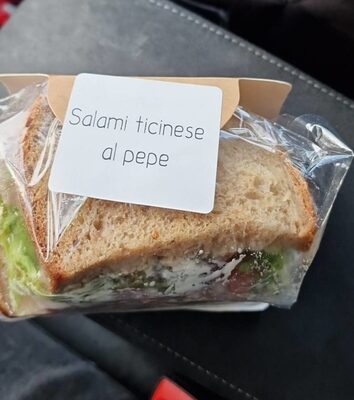 Salami ticinese
al pepe